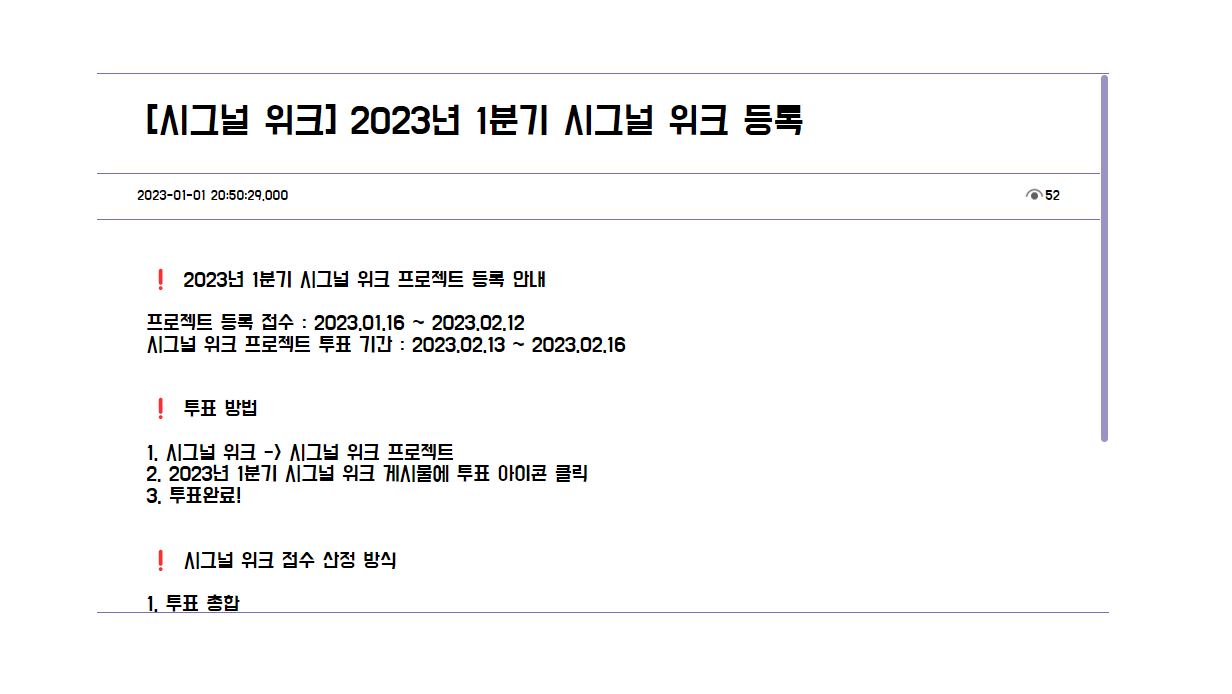 [시그널 위크] 2023년 1분기 시그널 위크 등록
2023-01-01 20:50:29.000 52
❗ 2023년 1분기 시그널 위크 프로젝트 등록 안내
프로젝트 등록 접수 : 2023.01.16 ~ 2023.02.12
시그널 위크 프로젝트 투표 기간 : 2023.02.13 ~ 2023.02.16
❗ 투표 방법
1. 시그널 위크 -> 시그널 위크 프로젝트
2. 2023년 1분기 시그널 위크 게시물에 투표 아이콘 클릭
3. 투표완료!
❗ 시그널 위크 점수 산정 방식
1. 투표 총합